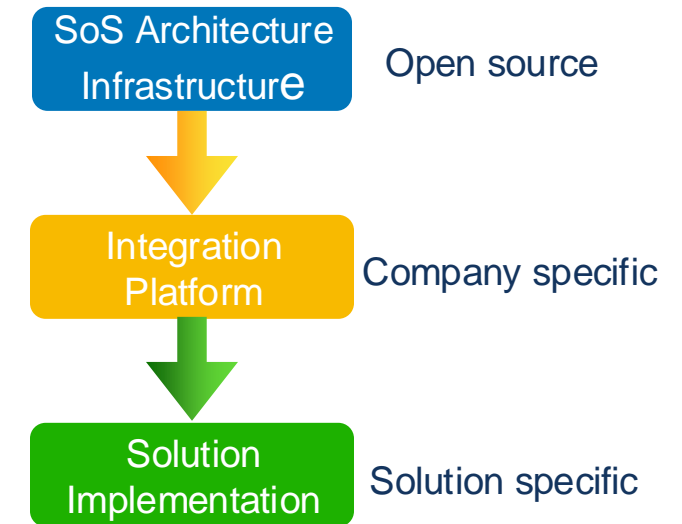 SoS Architecture
Infrastructure
Open source
Integration
Platform
Company specific
Solution
Implementation
Solution specific